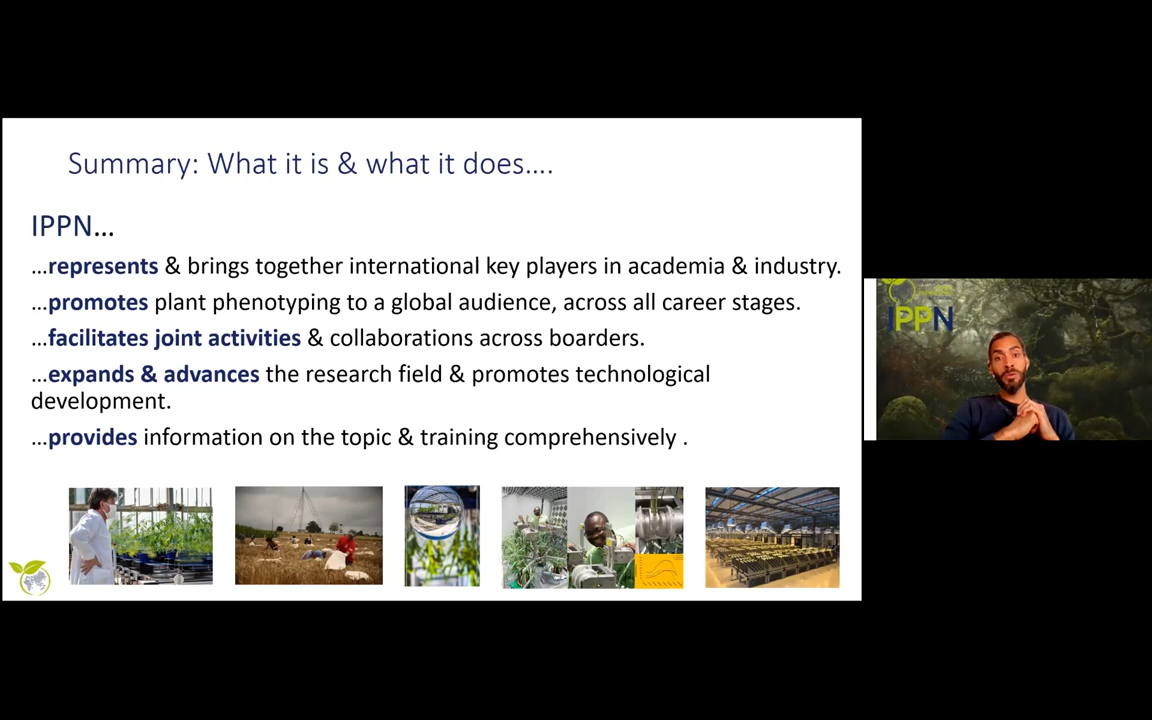 Summary: What it is & what it does....
IPPN...
...represents & brings together international key players in academia & industry.
...promotes plant phenotyping to a global audience, across all career stages.
...facilitates joint activities & collaborations across boarders.
...expands & advances the research field & promotes technological
development.
...provides information on the topic & training comprehensively .
IPPN